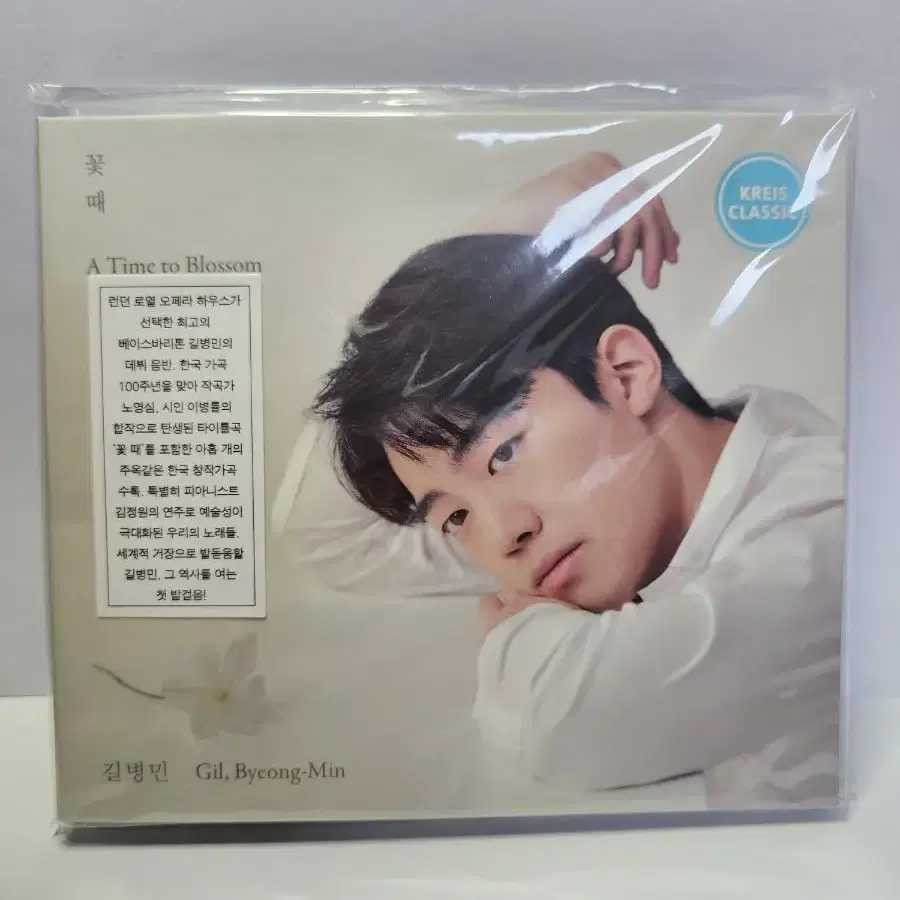 꽃
때
A Time to Blossom
KREIS
CLASSIC
런던 로열 오페라 하우스가
선택한 최고의
베이스바리톤 길병민의
데뷔 음반. 한국 가곡
100주년을 맞아 작곡가
노영심, 시인 이병률의
합작으로 탄생된 타이틀곡
'꽃 때'를 포함한 아홉 개의
주옥같은 한국 창작가곡
수록. 특별히 피아니스트
김정원의 연주로 예술성이
극대화된 우리의 노래들.
세계적 거장으로 발돋움할
길병민, 그 역사를 여는
첫 발걸음!
길병민 Gil, Byeong-Min